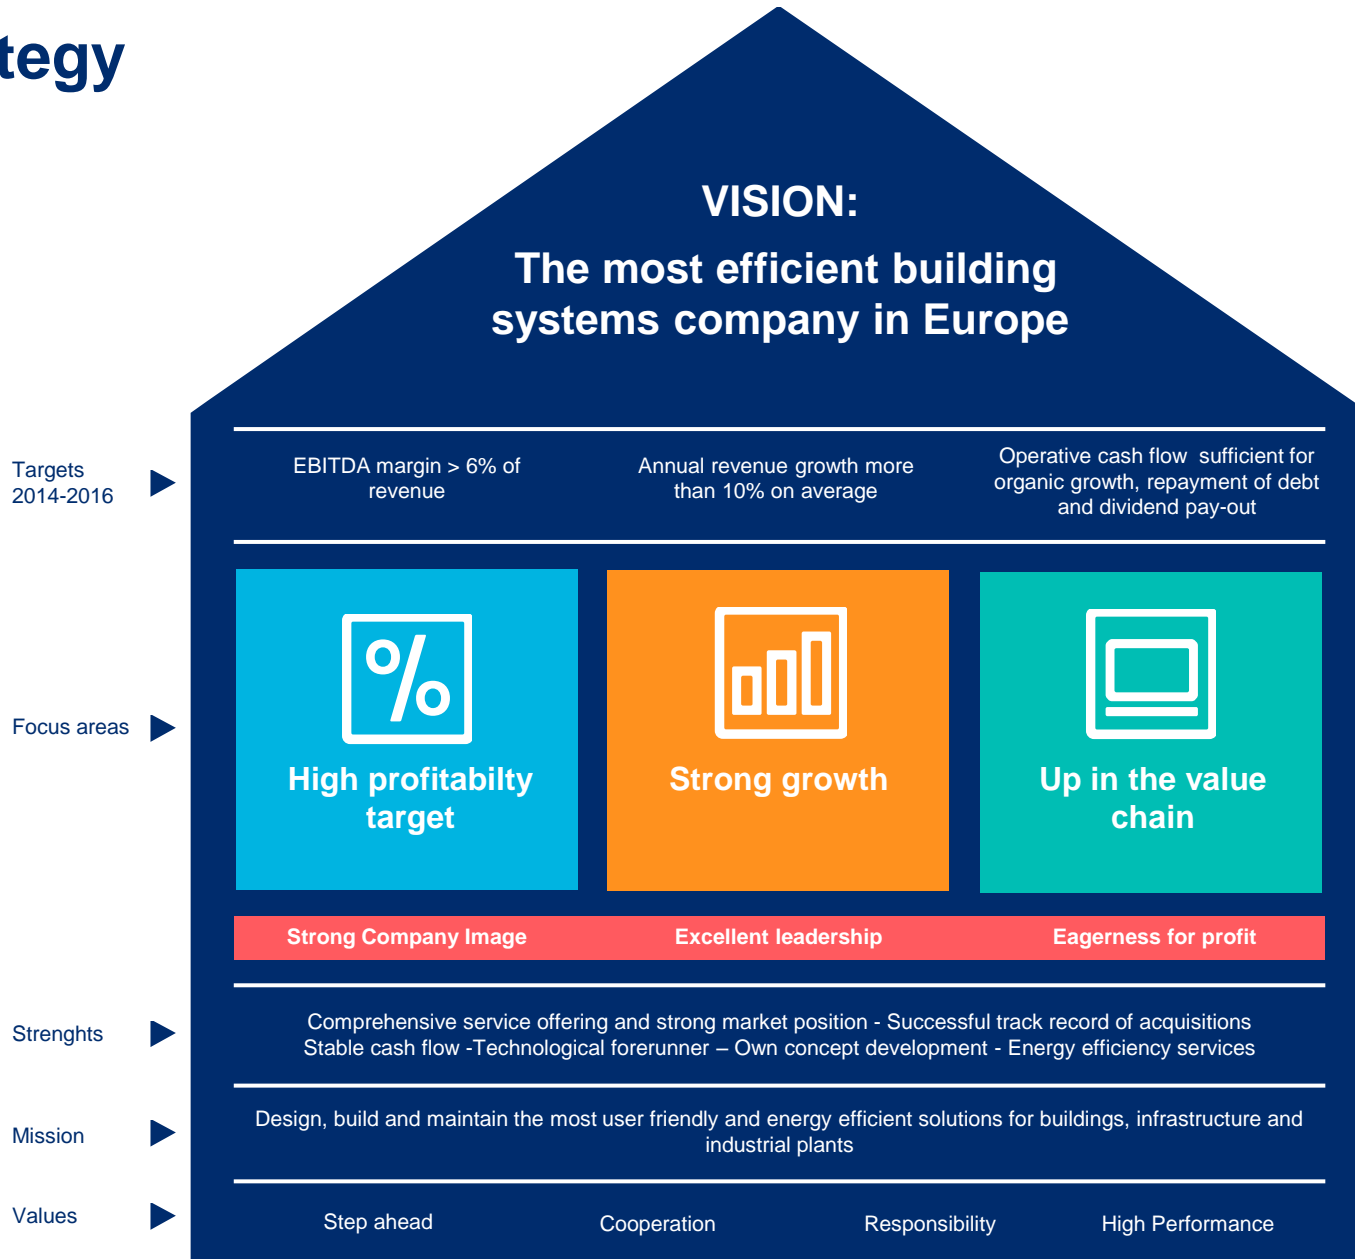 tegy
VISION:
The most efficient building
systems company in Europe
Targets
2014-2016
EBITDA margin > 6% of
revenue
Annual revenue growth more
than 10% on average
Operative cash flow sufficient for
organic growth, repayment of debt
and dividend pay-out
Focus areas
%
High profitabilty
target
Strong growth
Up in the value
chain
Strong Company Image
Excellent leadership
Eagerness for profit
Strenghts
Comprehensive service offering and strong market position - Successful track record of acquisitions
Stable cash flow -Technological forerunner – Own concept development - Energy efficiency services
Mission
Design, build and maintain the most user friendly and energy efficient solutions for buildings, infrastructure and
industrial plants
Values
Step ahead
Cooperation
Responsibility
High Performance